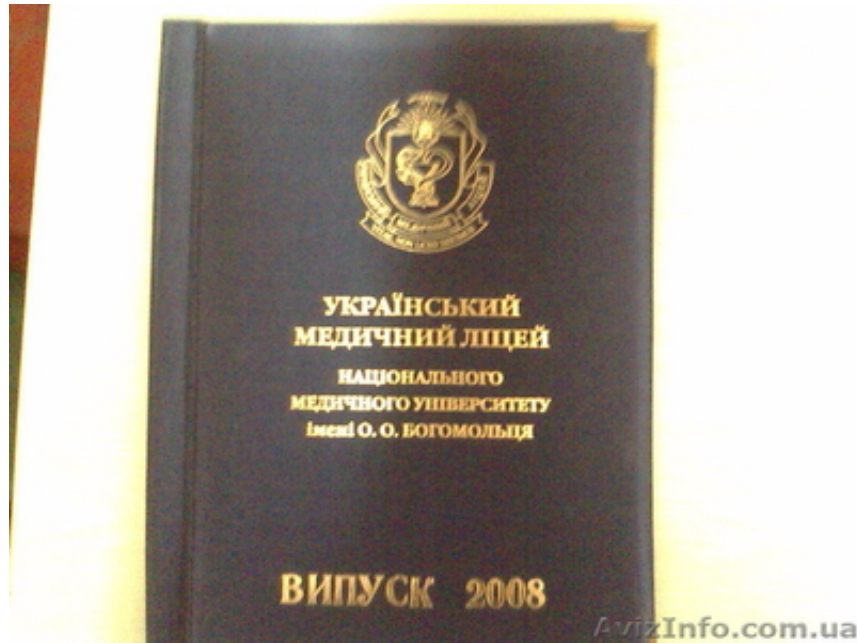 УКРАЇНСЬКИЙ
МЕДИЧНИЙ ЛІЦЕЙ
НАЦІОНАЛЬНОГО
МЕДИЧНОГО УНІВЕРСИТЕТУ
імені О. О. БОГОМОЛЬЦЯ
ВИПУСК 2008
AvizInfo.com.ua